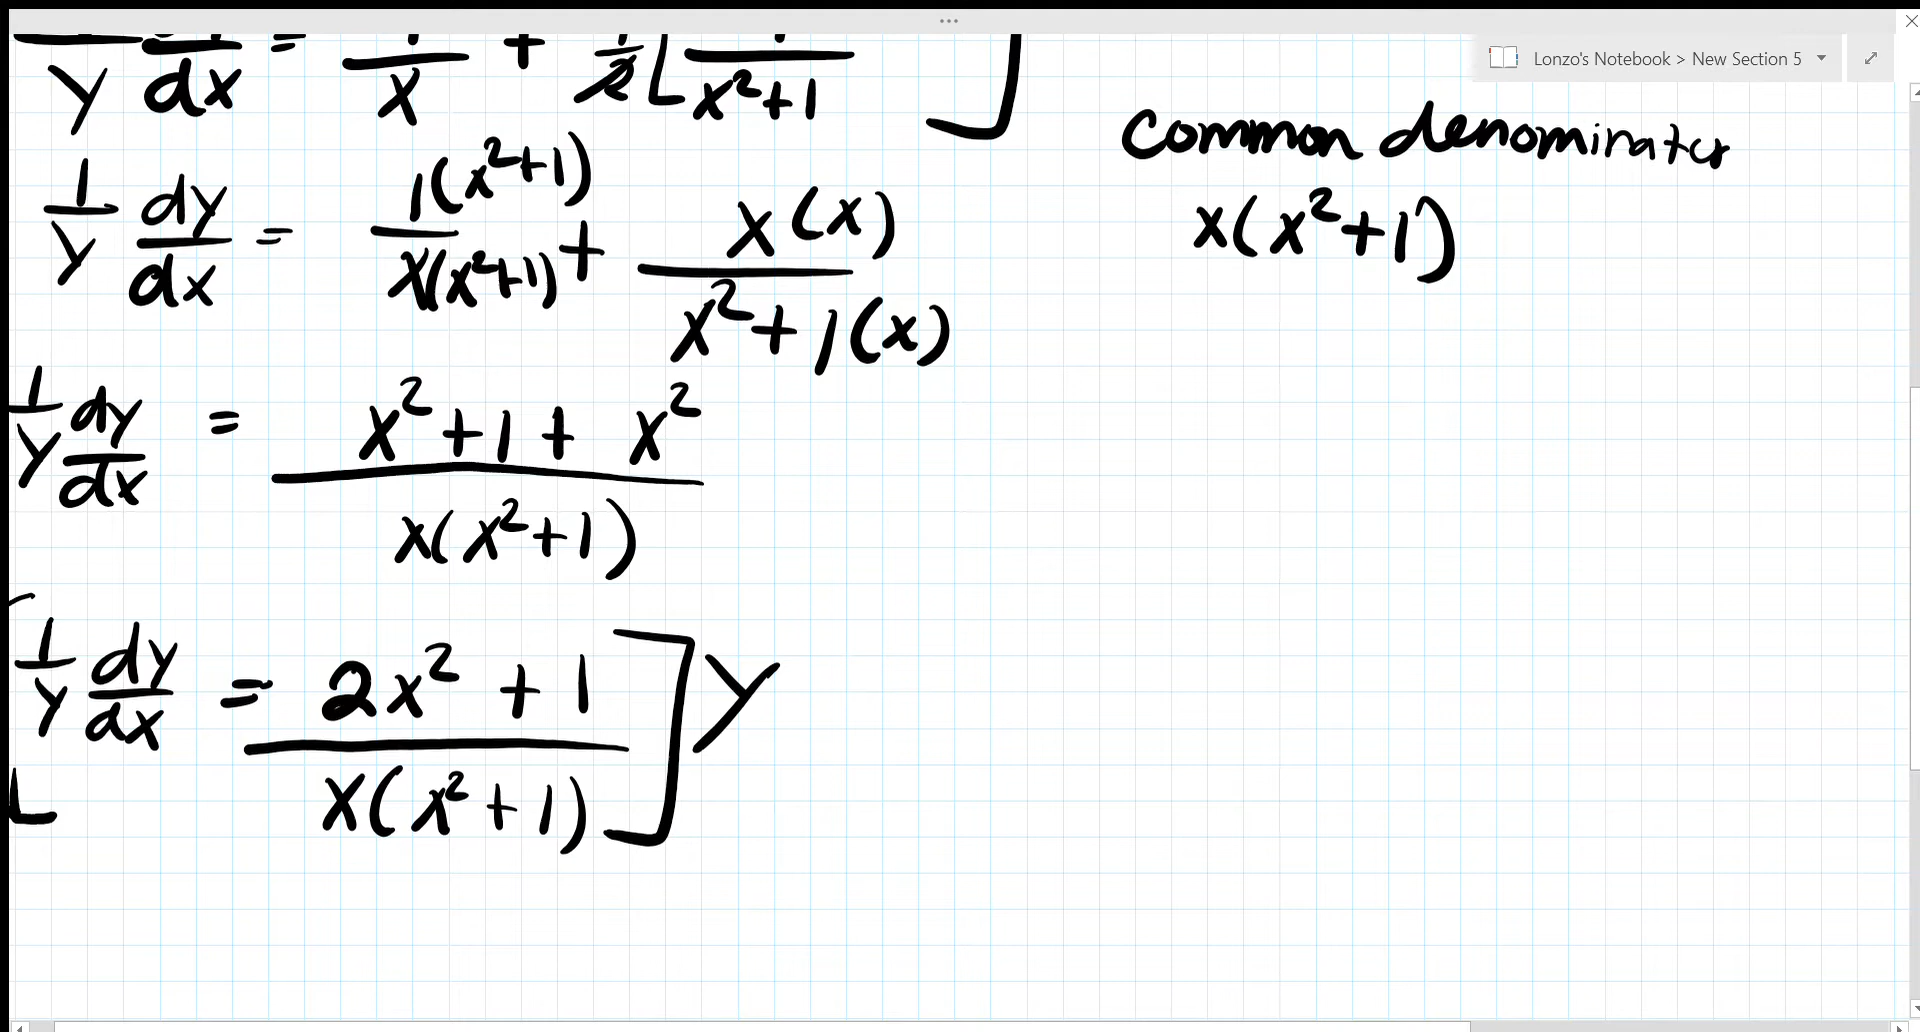 Lonzo's Notebook > New Section 5
y dx = 1/x + 1/2 [ 1/(x²+1) ]
common denominator
x(x²+1)
1/y dy/dx = 1(x²+1)/x(x²+1) + x(x)/x²+1(x)
1/y dy/dx = x²+1 + x² / x(x²+1)
[1/y dy/dx = 2x² + 1 / x(x²+1)] y